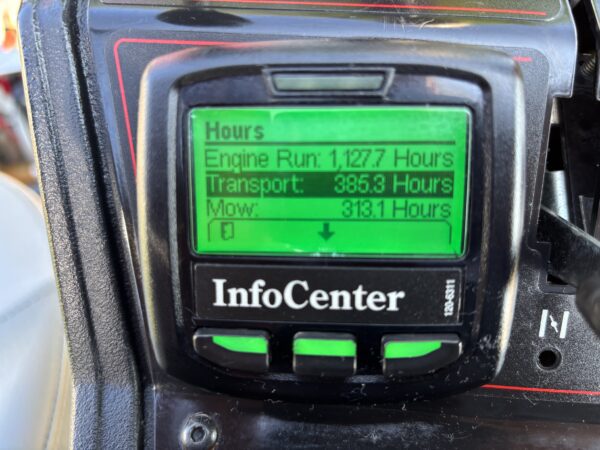 Hours
Engine Run: 1,127.7 Hours
Transport: 385.3 Hours
Mow: 313.1 Hours
InfoCenter
120-6311